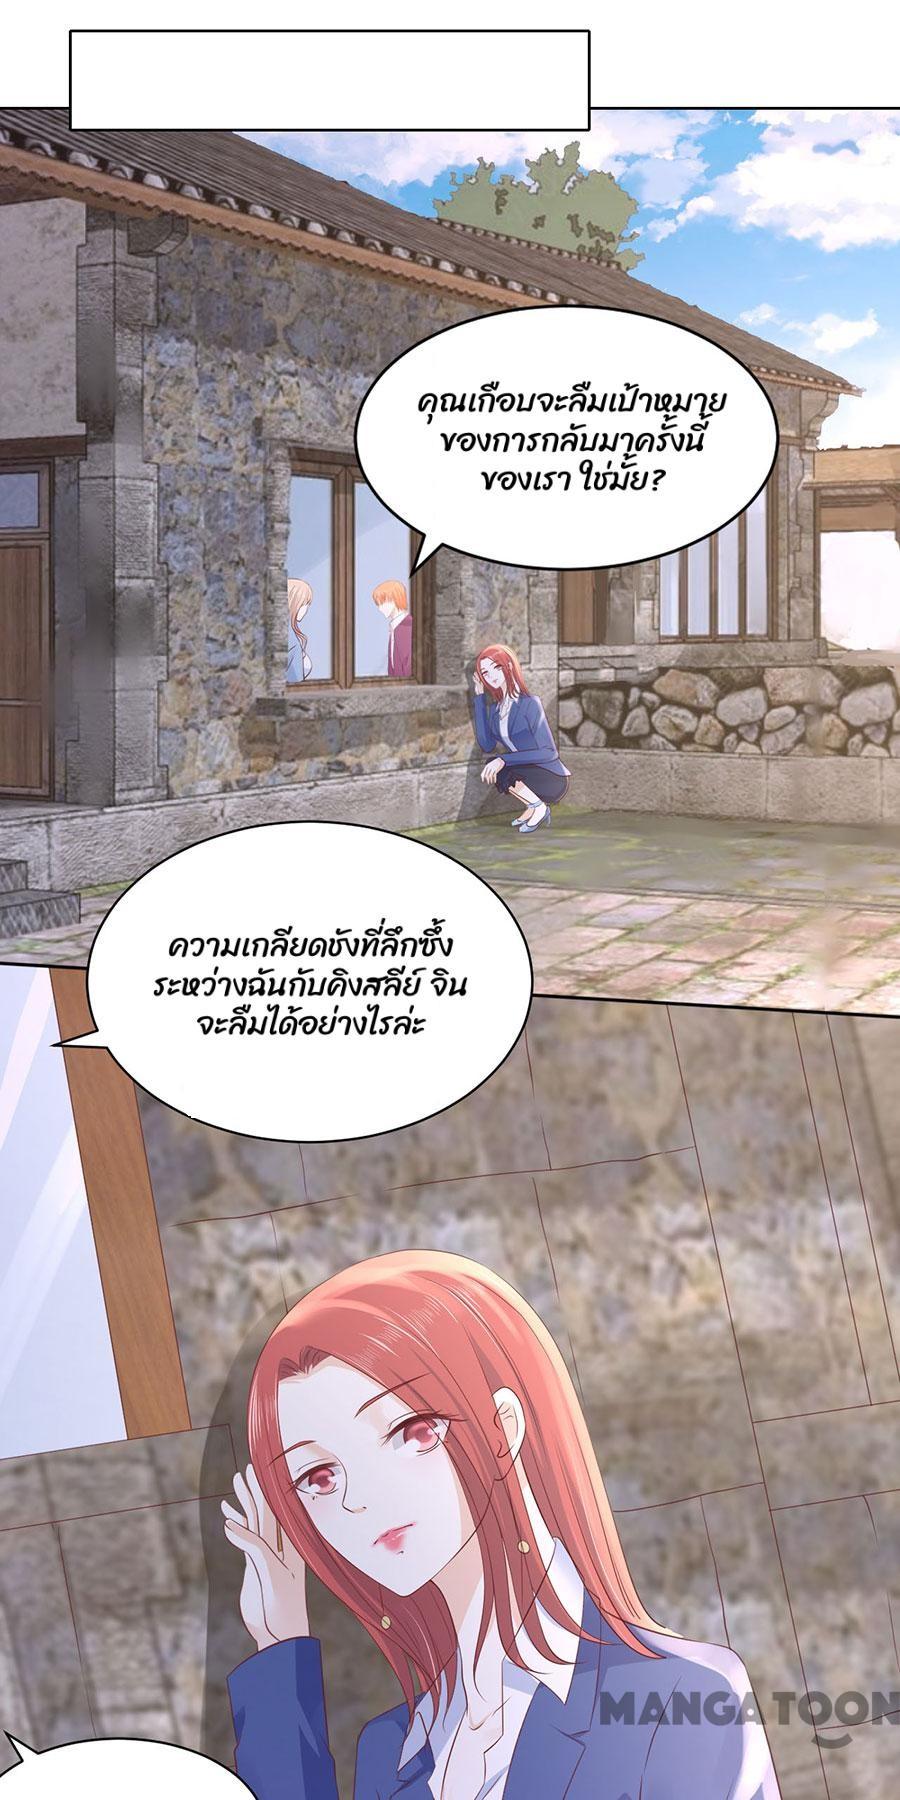 คุณเกือบจะลืมเป้าหมาย
ของการกลับมาครั้งนี้
ของเรา ใช่มั้ย?
ความเกลียดชังที่ลึกซึ้ง
ระหว่างฉันกับคิงสลีย์ จิน
จะลืมได้อย่างไรล่ะ
MANGATOON